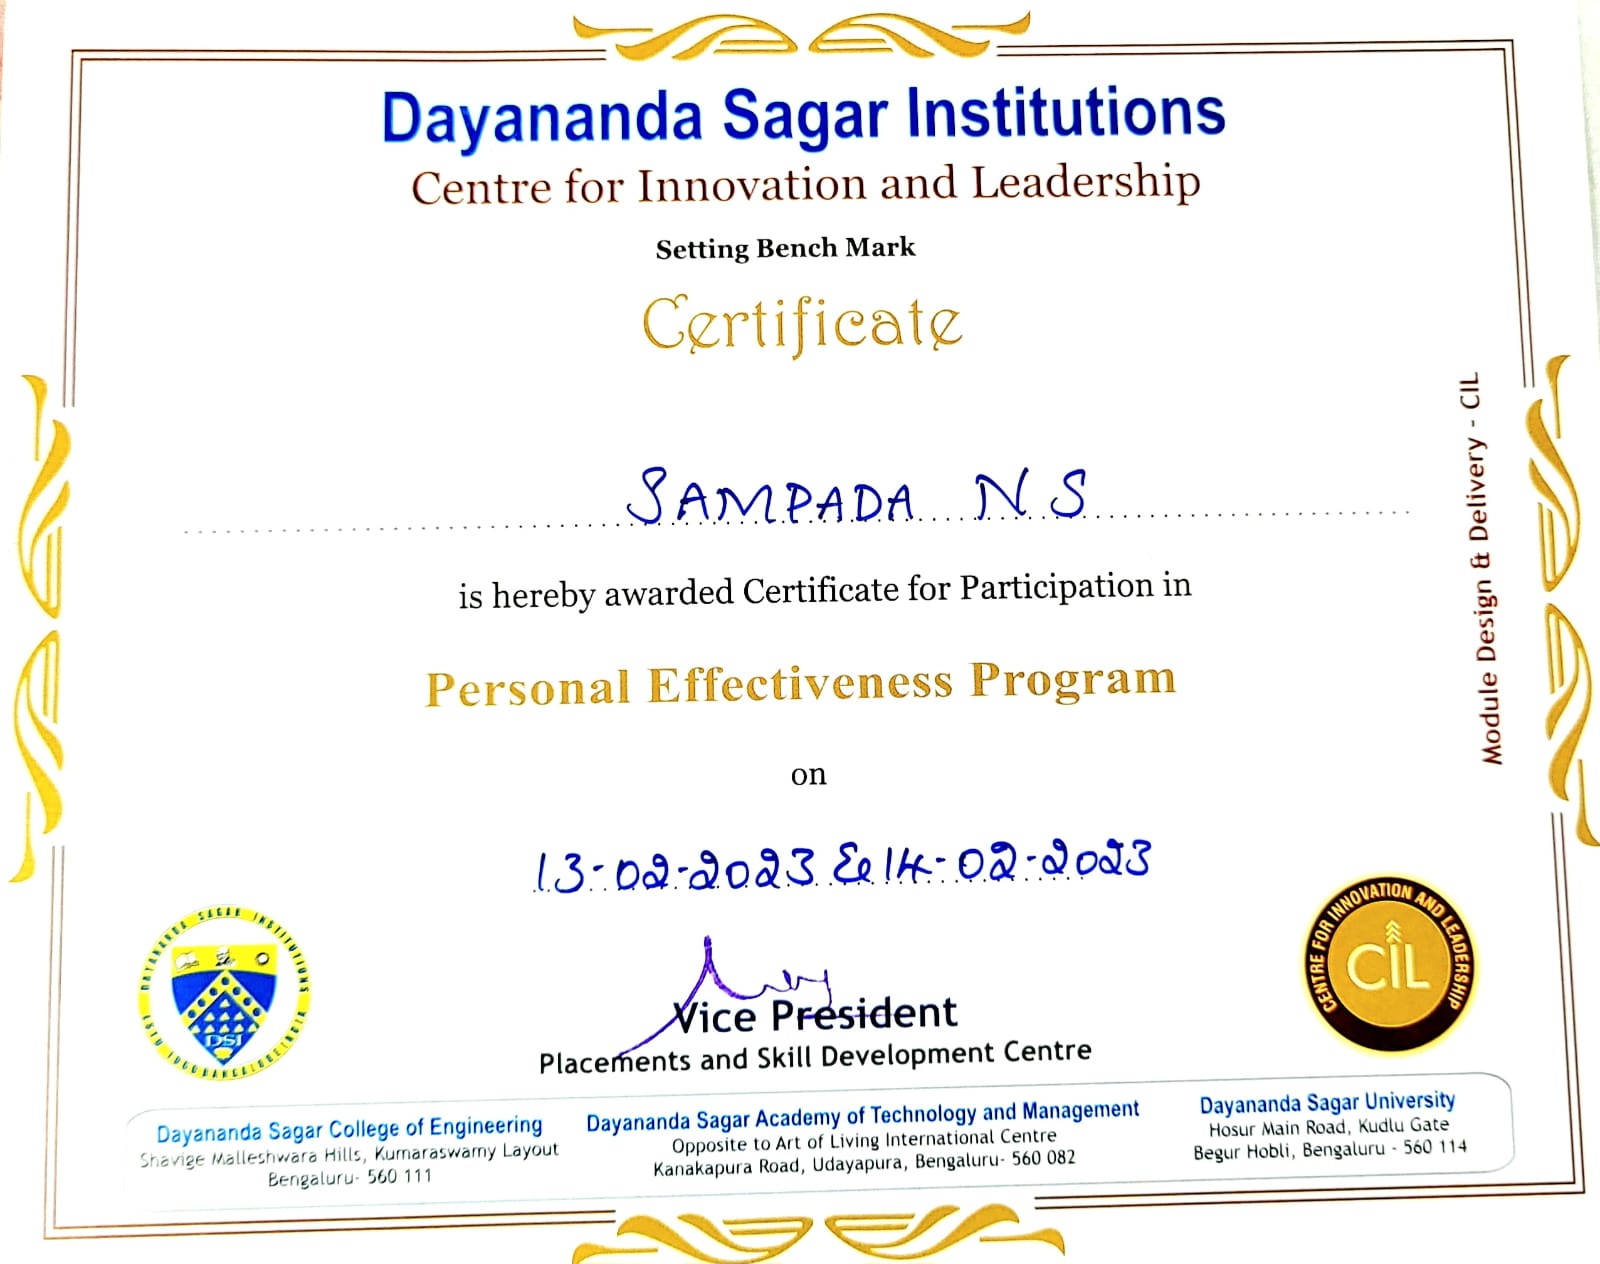 Dayananda Sagar Institutions
Centre for Innovation and Leadership
Setting Bench Mark
Certificate
SAMPADA N S
is hereby awarded Certificate for Participation in
Personal Effectiveness Program
on
13-02-2023 & 14-02-2023
Module Design & Delivery - CIL
DAYANANDA SAGAR INSTITUTIONS
DSI
CENTRE FOR INNOVATION AND LEADERSHIP
CIL
Vice President
Placements and Skill Development Centre
Dayananda Sagar College of Engineering
Shavige Malleshwara Hills, Kumaraswamy Layout
Bengaluru- 560 111
Dayananda Sagar Academy of Technology and Management
Opposite to Art of Living International Centre
Kanakapura Road, Udayapura, Bengaluru- 560 082
Dayananda Sagar University
Hosur Main Road, Kudlu Gate
Begur Hobli, Bengaluru - 560 114